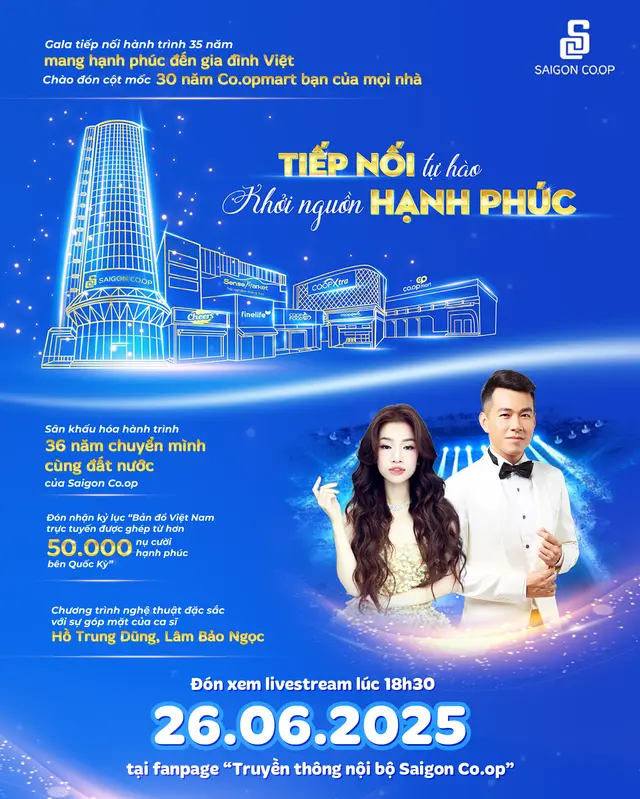 Gala tiếp nối hành trình 35 năm
mang hạnh phúc đến gia đình Việt
Chào đón cột mốc 30 năm Co.opmart bạn của mọi nhà
SAIGON CO.OP
TIẾP NỐI tự hào
Khởi nguồn HẠNH PHÚC
SAIGON CO.OP
SenseMarket
Cheers
finelife
COOPXtra
co.opmart
Sân khấu hóa hành trình
36 năm chuyển mình
cùng đất nước
của Saigon Co.op
Đón nhận kỷ lục “Bản đồ Việt Nam
trực tuyến được ghép từ hơn
50.000 nụ cười
hạnh phúc
bên Quốc Kỳ”
Chương trình nghệ thuật đặc sắc
với sự góp mặt của ca sĩ
Hồ Trung Dũng, Lâm Bảo Ngọc
Đón xem livestream lúc 18h30
26.06.2025
tại fanpage “Truyền thông nội bộ Saigon Co.op”